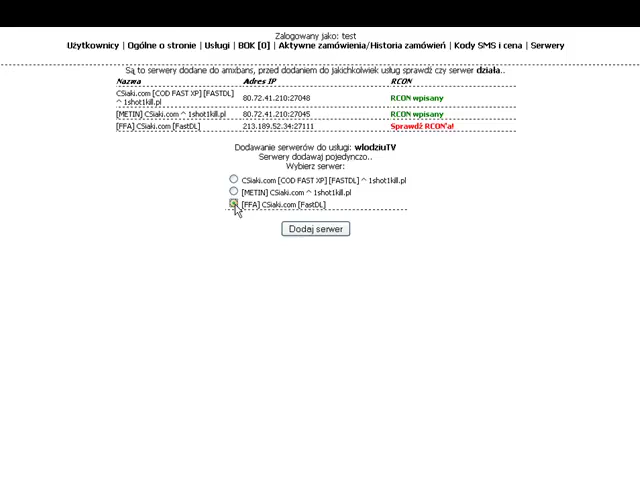 Zalogowany jako: test
Użytkownicy | Ogólne o stronie | Usługi | BOK [0] | Aktywne zamówienia/Historia zamówień | Kody SMS i cena | Serwery
Są to serwery dodane do amxbans, przed dodaniem do jakichkolwiek usług sprawdź czy serwer działa..
Nazwa Adres IP RCON
CSiaki.com [COD FAST XP] [FASTDL]
^ 1shot1kill.pl 80.72.41.210:27048 RCON wpisany
[METIN] CSiaki.com ^ 1shot1kill.pl 80.72.41.210:27045 RCON wpisany
[FFA] CSiaki.com [FastDL] 213.189.52.34:27111 Sprawdź RCON'a!
Dodawanie serwerów do usługi: wlodziuTV
Serwery dodawaj pojedynczo..
Wybierz serwer:
CSiaki.com [COD FAST XP] [FASTDL] ^ 1shot1kill.pl
[METIN] CSiaki.com ^ 1shot1kill.pl
[FFA] CSiaki.com [FastDL]
Dodaj serwer